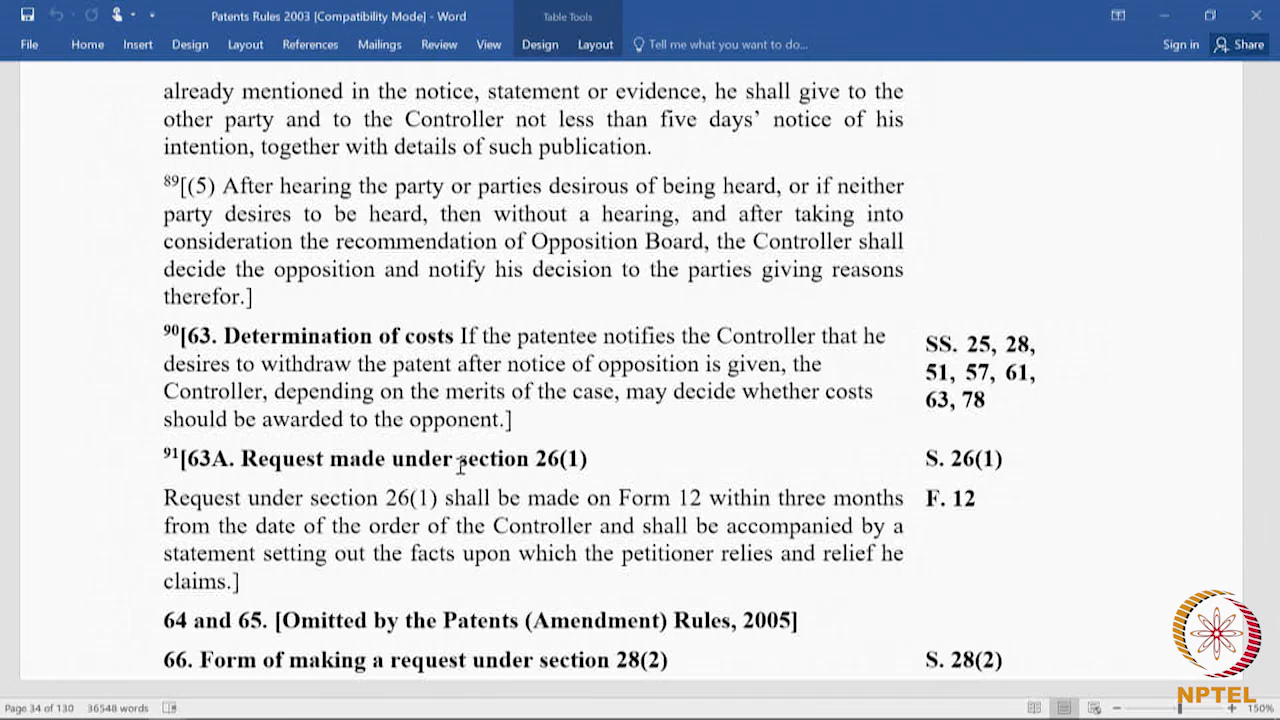 Patents Rules 2003 [Compatibility Mode] - Word
Table Tools
File Home Insert Design Layout References Mailings Review View Design Layout Tell me what you want to do... Sign in Share
already mentioned in the notice, statement or evidence, he shall give to the
other party and to the Controller not less than five days’ notice of his
intention, together with details of such publication.
89[(5) After hearing the party or parties desirous of being heard, or if neither
party desires to be heard, then without a hearing, and after taking into
consideration the recommendation of Opposition Board, the Controller shall
decide the opposition and notify his decision to the parties giving reasons
therefor.]
90[63. Determination of costs If the patentee notifies the Controller that he
desires to withdraw the patent after notice of opposition is given, the
Controller, depending on the merits of the case, may decide whether costs
should be awarded to the opponent.]
SS. 25, 28,
51, 57, 61,
63, 78
91[63A. Request made under section 26(1)
S. 26(1)
Request under section 26(1) shall be made on Form 12 within three months
from the date of the order of the Controller and shall be accompanied by a
statement setting out the facts upon which the petitioner relies and relief he
claims.]
F. 12
64 and 65. [Omitted by the Patents (Amendment) Rules, 2005]
66. Form of making a request under section 28(2)
S. 28(2)
NPTEL
Page 34 of 130 36548 words 150%